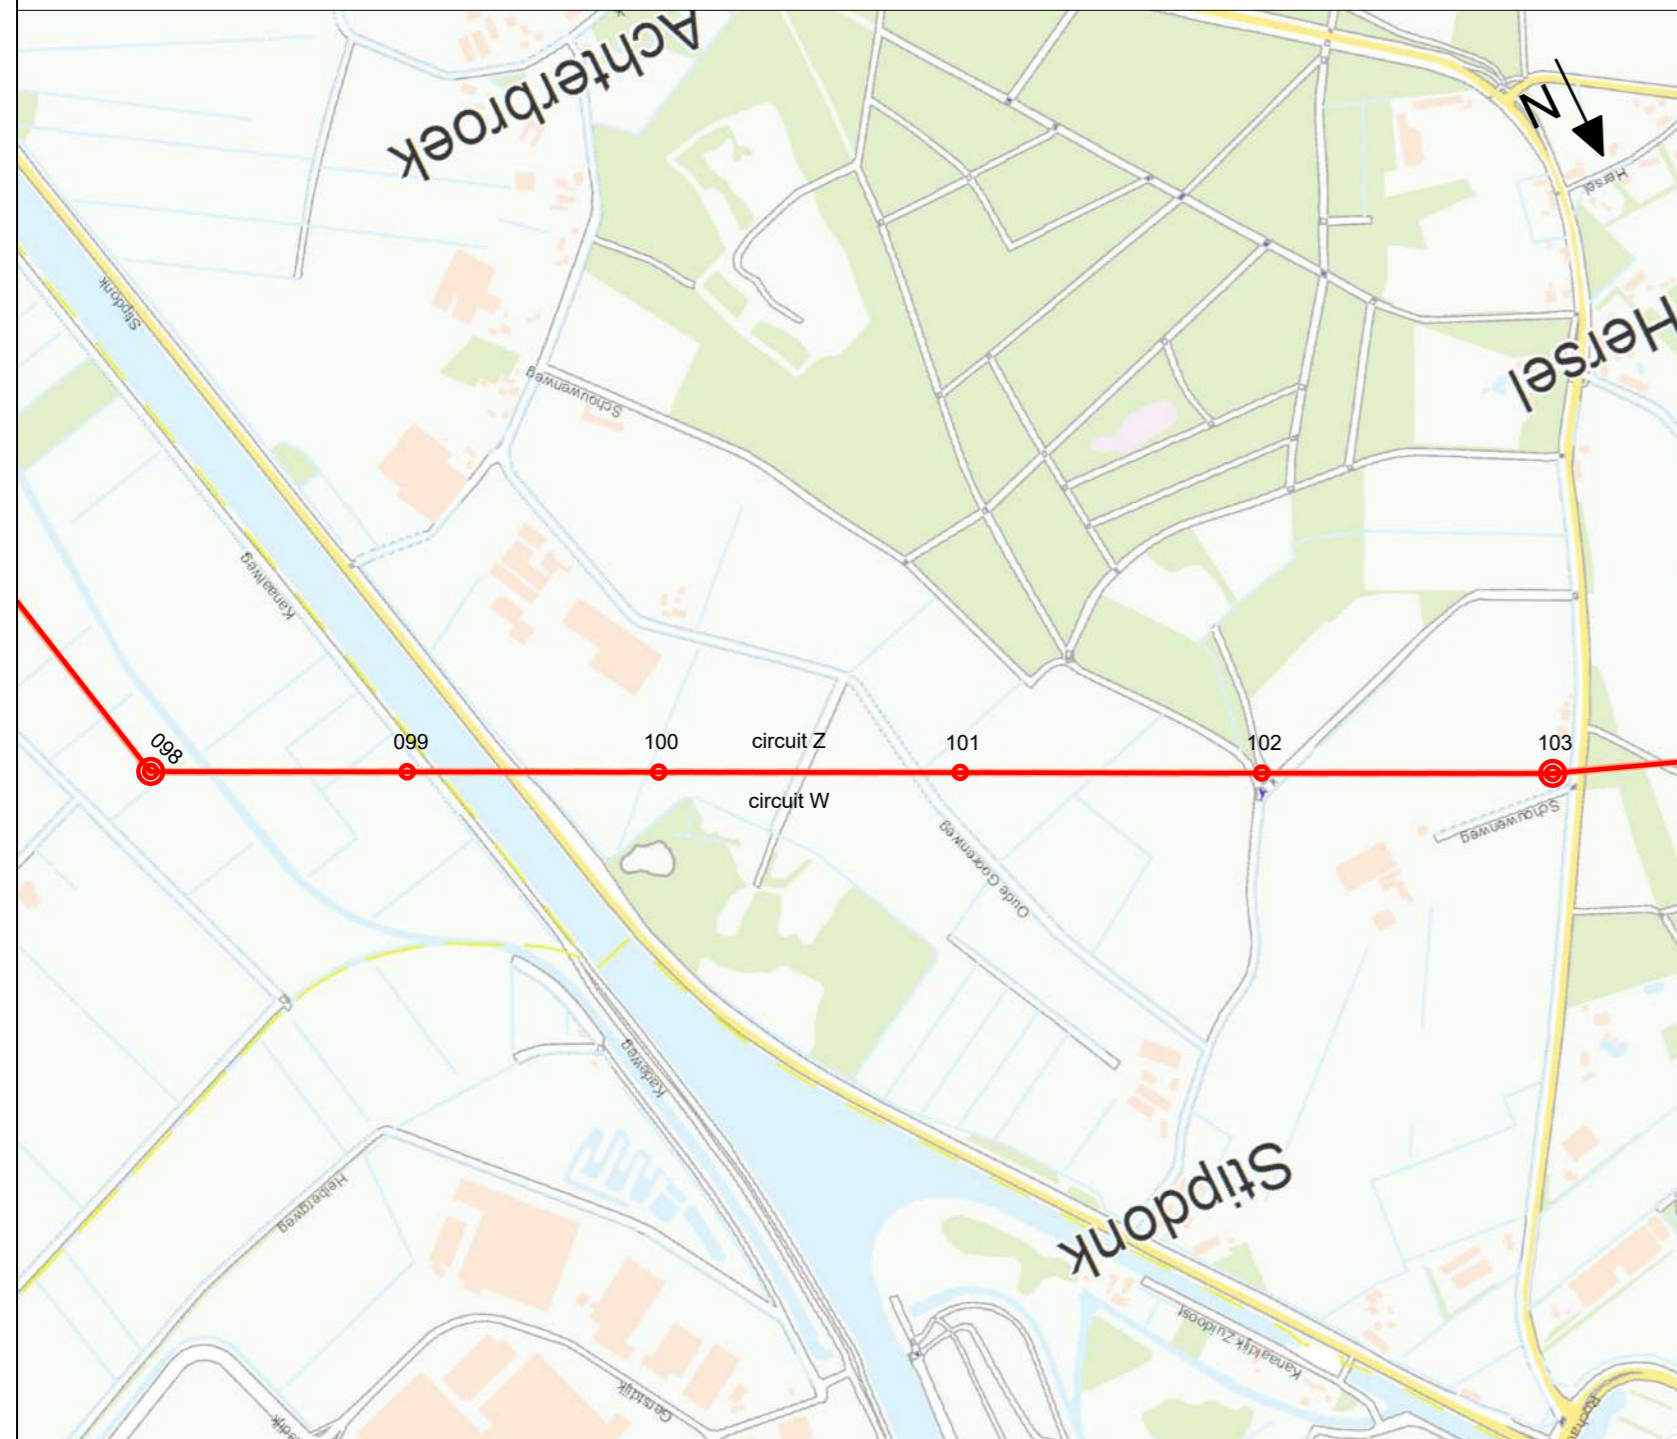 Achterbroek
N
Hersel
Stipdonk
Hersel
Schouwenweg
Kanaalweg
098
099
100
circuit Z
101
102
103
circuit W
Schouwenweg
Oude Goorenweg
Kadeweg
Stipdonk
Heibergweg
Kanaaldijk Zuidoost
Gerstdijk